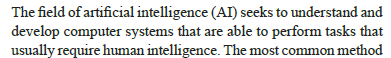 The field of artificial intelligence (AI) seeks to understand and
develop computer systems that are able to perform tasks that
usually require human intelligence. The most common method